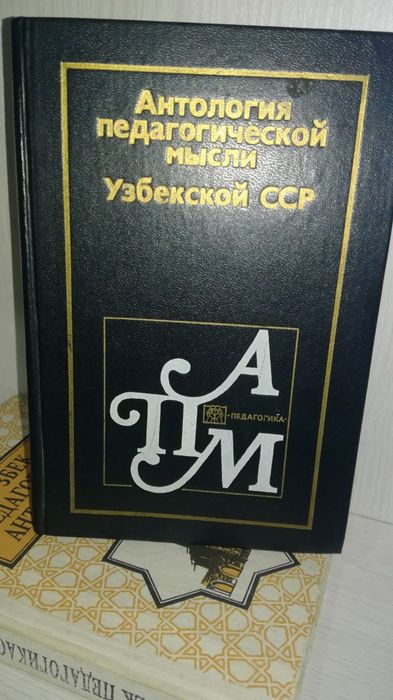 Антология
педагогической
мысли
Узбекской ССР
А
П
М
·ПЕДАГОГИКА·